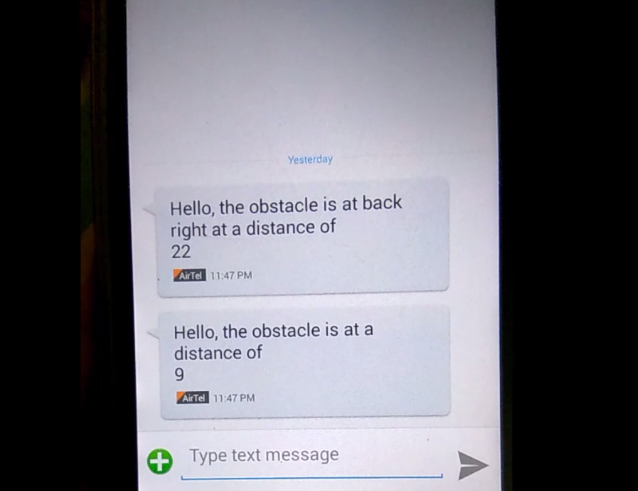 Yesterday
Hello, the obstacle is at back
right at a distance of
22
AirTel 11:47 PM
Hello, the obstacle is at a
distance of
9
AirTel 11:47 PM
Type text message